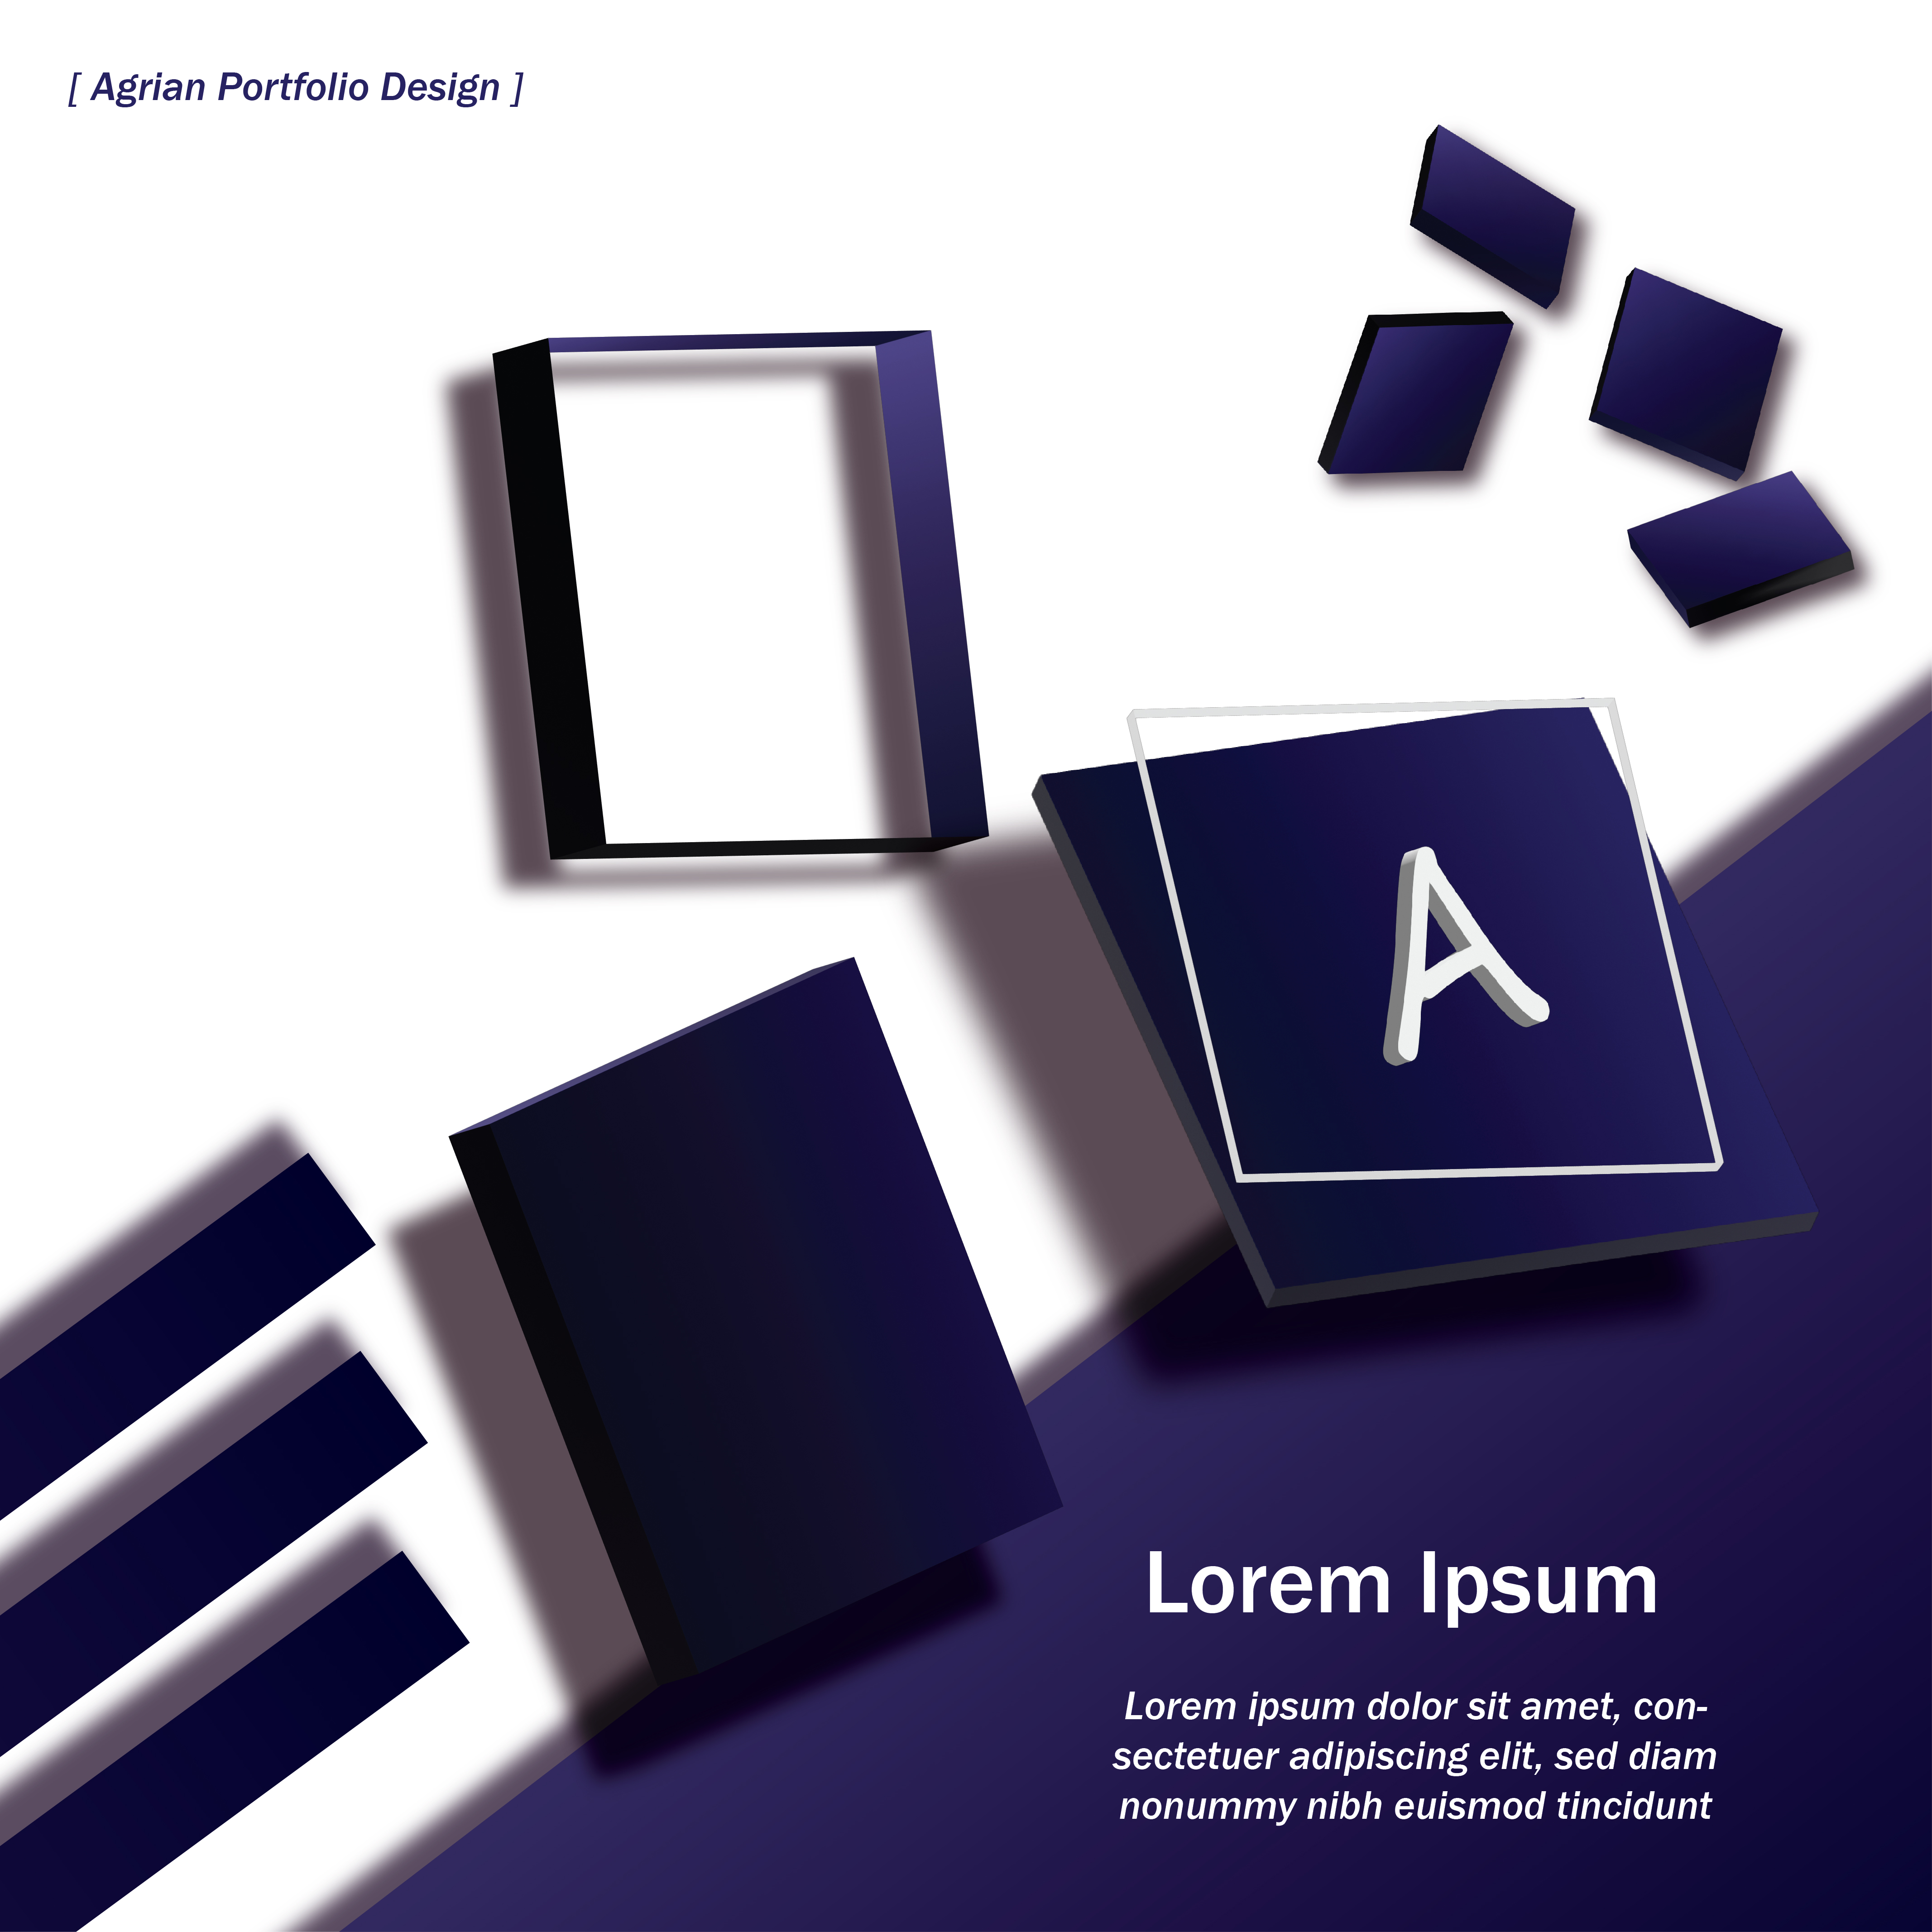 [ Agrian Portfolio Design ]
A
Lorem Ipsum
Lorem ipsum dolor sit amet, con-
sectetuer adipiscing elit, sed diam
nonummy nibh euismod tincidunt